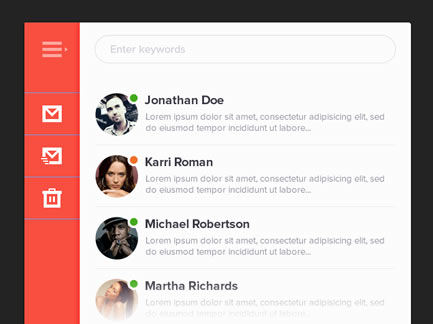 Enter keywords
Jonathan Doe
Lorem ipsum dolor sit amet, consectetur adipisicing elit, sed
do eiusmod tempor incididunt ut labore...
Karri Roman
Lorem ipsum dolor sit amet, consectetur adipisicing elit, sed
do eiusmod tempor incididunt ut labore...
Michael Robertson
Lorem ipsum dolor sit amet, consectetur adipisicing elit, sed
do eiusmod tempor incididunt ut labore...
Martha Richards
Lorem ipsum dolor sit amet, consectetur adipisicing elit, sed
do eiusmod tempor incididunt ut labore...